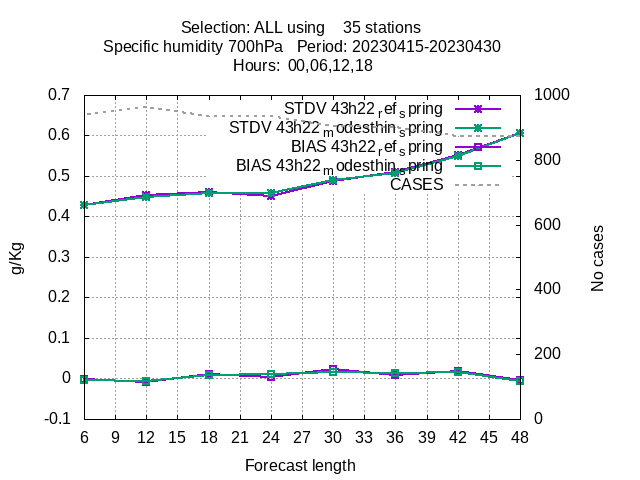 Selection: ALL using    35 stations
Specific humidity 700hPa   Period: 20230415-20230430
Hours:  00,06,12,18
0.7
0.6
0.5
0.4
0.3
0.2
0.1
0
-0.1
g/Kg
STDV 43h22_ref_spring
STDV 43h22_modesthin_spring
BIAS 43h22_ref_spring
BIAS 43h22_modesthin_spring
CASES
1000
800
600
400
200
0
No cases
6 9 12 15 18 21 24 27 30 33 36 39 42 45 48
Forecast length